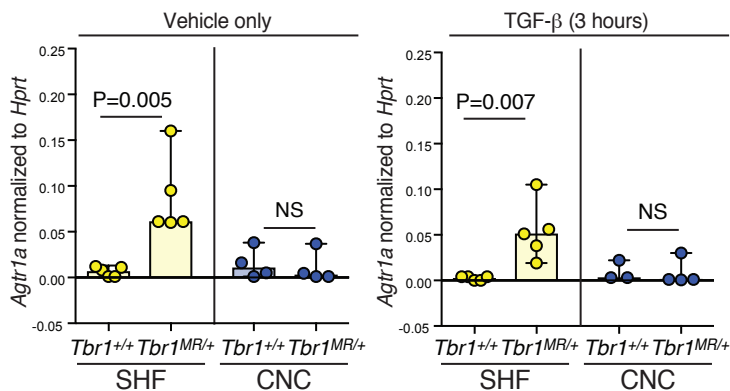 Vehicle only
Agtr1a normalized to Hprt
0.25
0.20
0.15
0.10
0.05
0.00
-0.05
P=0.005
NS
Tbr1+/+ Tbr1MR/+ Tbr1+/+ Tbr1MR/+
SHF CNC
TGF-β (3 hours)
Agtr1a normalized to Hprt
0.25
0.20
0.15
0.10
0.05
0.00
-0.05
P=0.007
NS
Tbr1+/+ Tbr1MR/+ Tbr1+/+ Tbr1MR/+
SHF CNC